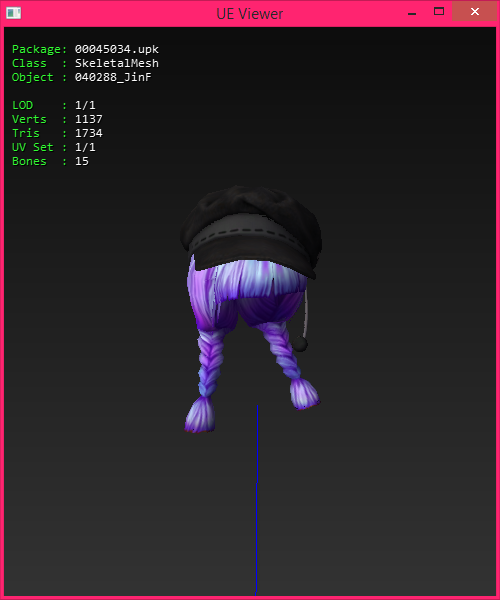 UE Viewer
Package: 00045034.upk
Class : SkeletalMesh
Object : 040288_JinF
LOD : 1/1
Verts : 1137
Tris : 1734
UV Set : 1/1
Bones : 15